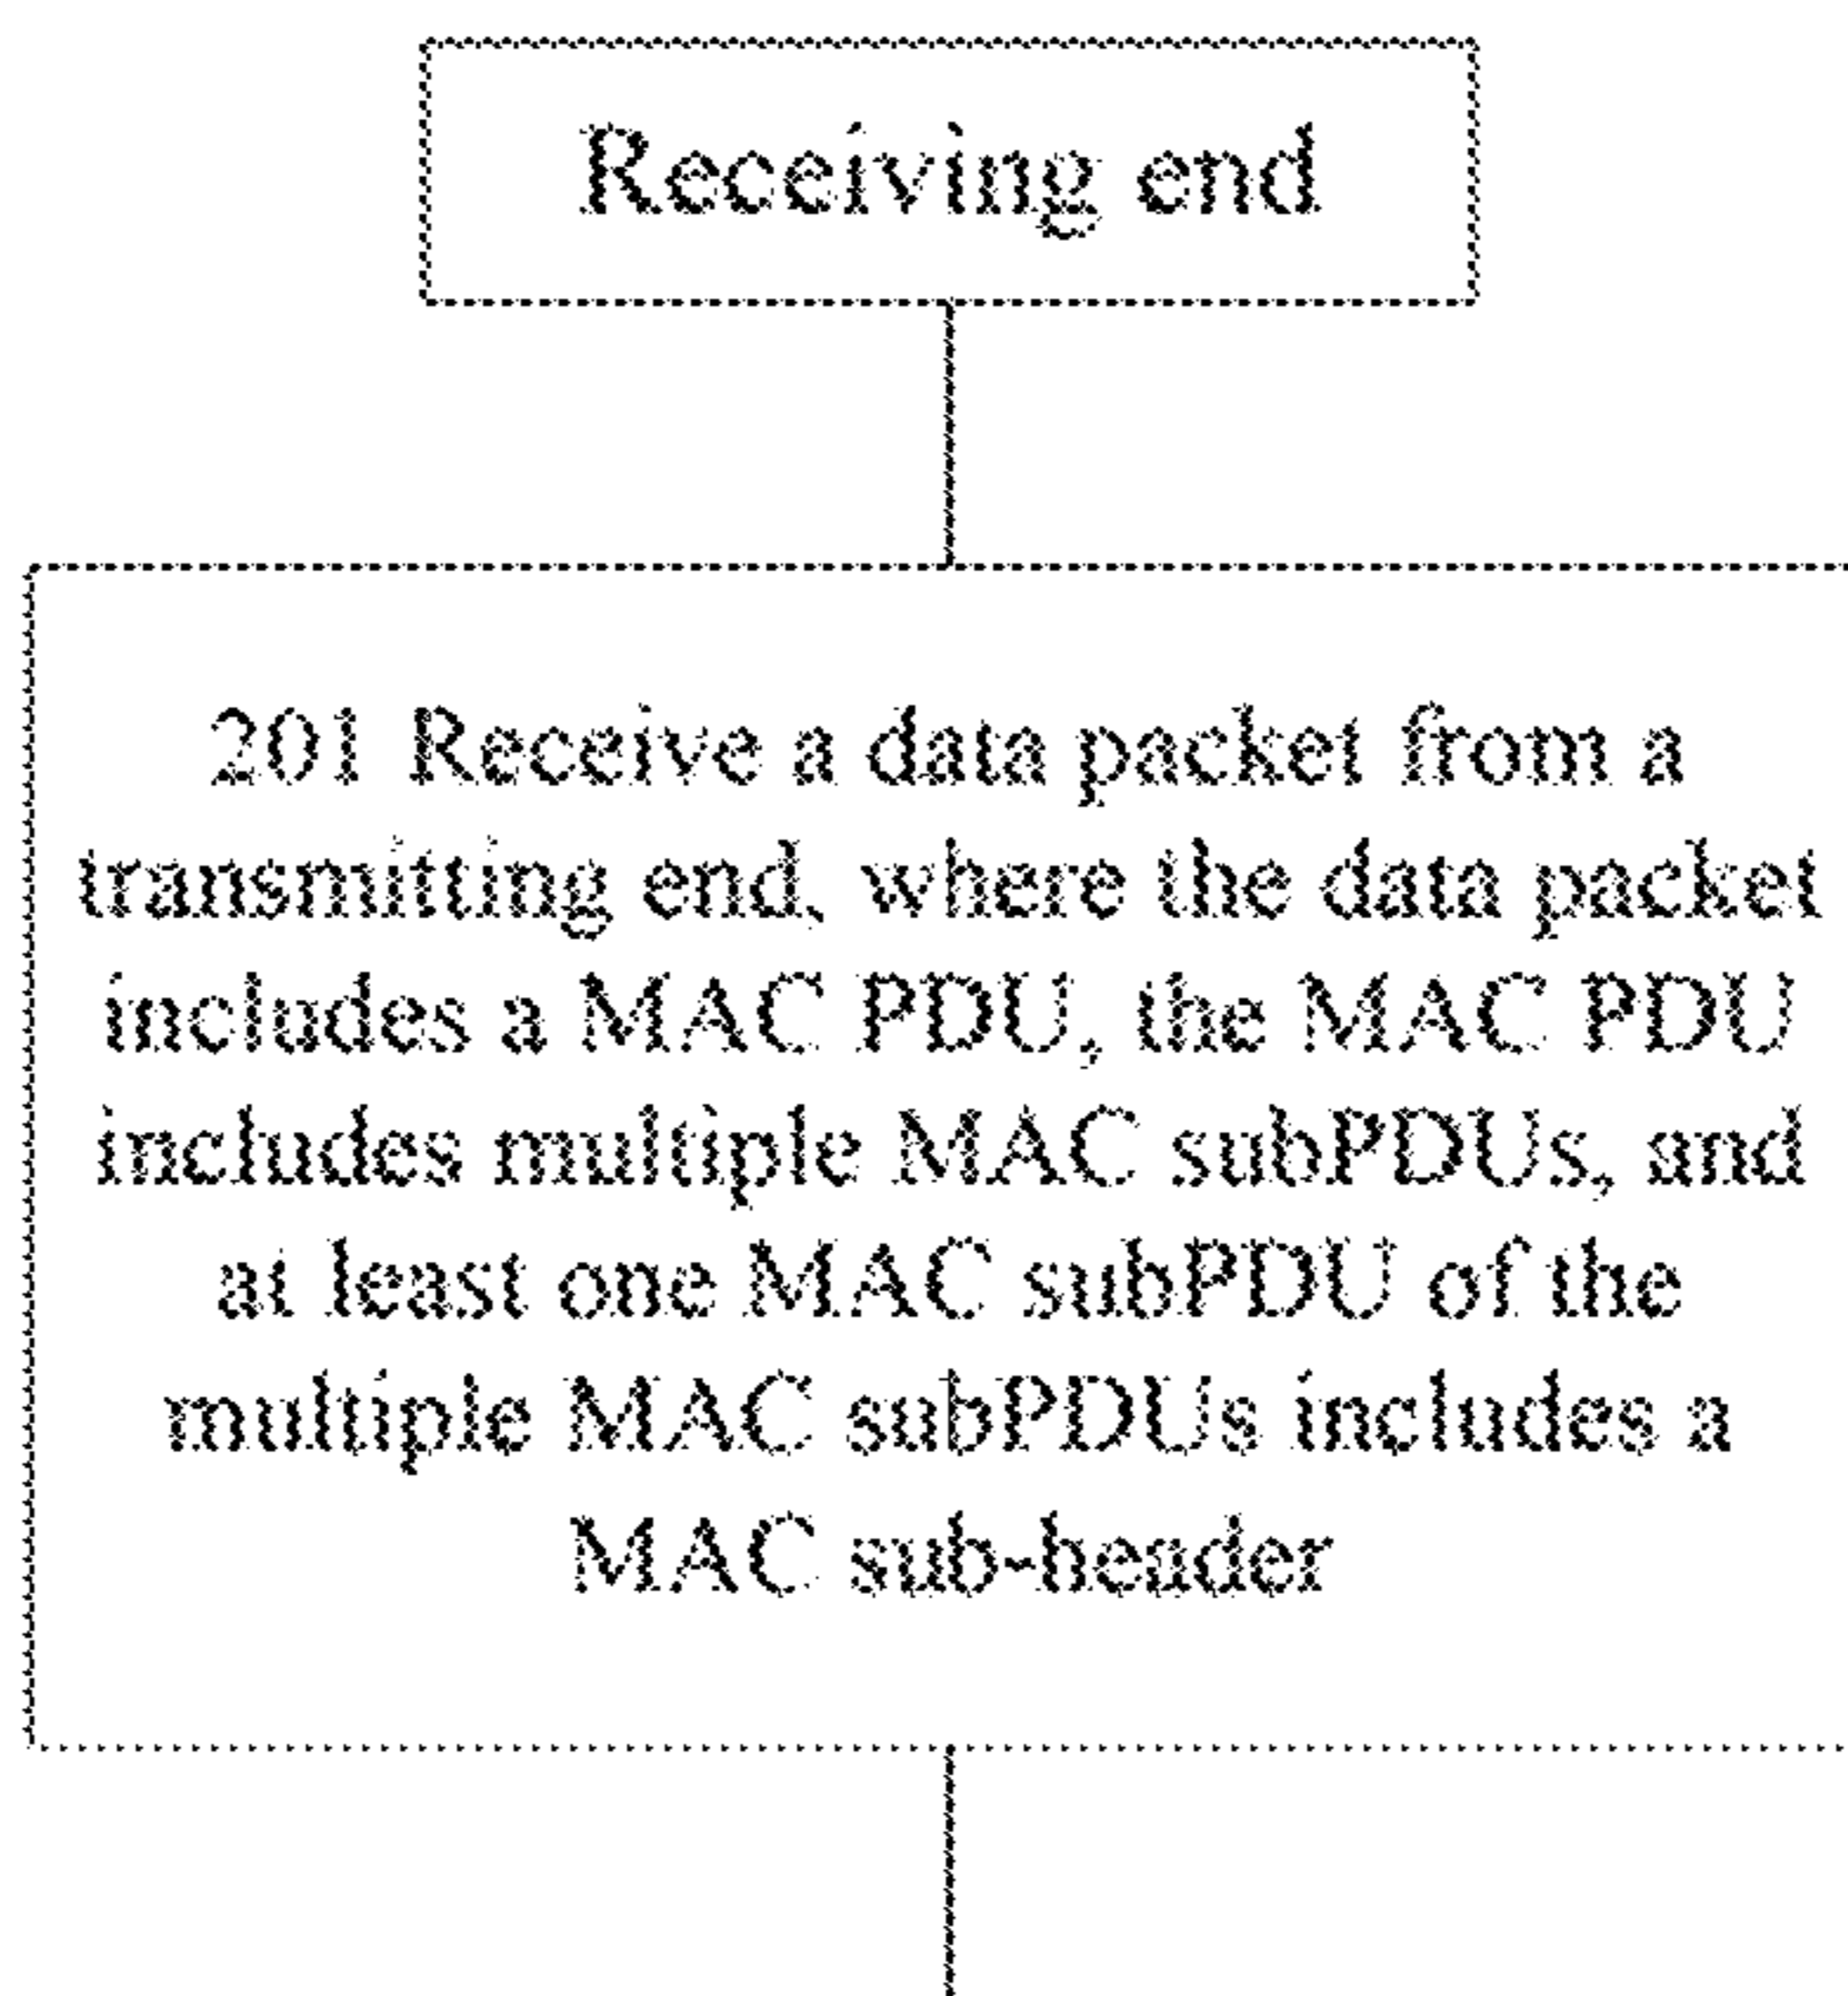 Receiving end
201 Receive a data packet from a
transmitting end, where the data packet
includes a MAC PDU, the MAC PDU
includes multiple MAC subPDUs, and
at least one MAC subPDU of the
multiple MAC subPDUs includes a
MAC sub-header